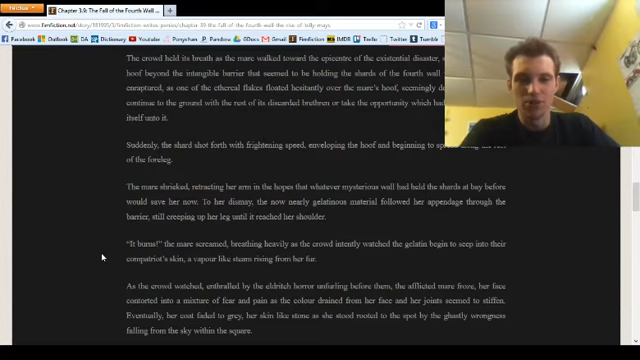 Firefox
Chapter 3.9: The Fall of the Fourth Wall ...
www.fimfiction.net/story/181905/3/fimfiction-writes-ponies/chapter-39-the-fall-of-the-fourth-wall-the-rise-of-tilly-mays
Facebook Outlook DA Dictionary YouTube Ponychan Pandora GDocs Gmail Fimfiction IMDB Trello Tumblr Twitter
The crowd held its breath as the mare walked toward the epicentre of the existential disaster,
hoof beyond the intangible barrier that seemed to be holding the shards of the fourth wall
enraptured, as one of the ethereal flakes floated hesitantly over the mare's hoof, seemingly
continue to the ground with the rest of its discarded brethren or take the opportunity which had
itself unto it.
Suddenly, the shard shot forth with frightening speed, enveloping the hoof and beginning to
of the foreleg.
The mare shrieked, retracting her arm in the hopes that whatever mysterious wall had held the shards at bay before
would save her now. To her dismay, the now nearly gelatinous material followed her appendage through the
barrier, still creeping up her leg until it reached her shoulder.
"It burns!" the mare screamed, breathing heavily as the crowd intently watched the gelatin begin to seep into their
compatriot's skin, a vapour like steam rising from her fur.
As the crowd watched, enthralled by the eldritch horror unfurling before them, the afflicted mare froze, her face
contorted into a mixture of fear and pain as the colour drained from her face and her joints seemed to stiffen.
Eventually, her coat faded to grey, her skin like stone as she stood rooted to the spot by the ghastly wrongness
falling from the sky within the square.